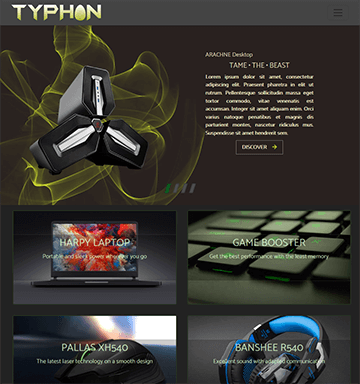 TYPHON
ARACHNE Desktop
TAME • THE • BEAST
Lorem ipsum dolor sit amet, consectetur
adipiscing elit. Praesent pharetra in elit ut
rutrum. Pellentesque sollicitudin massa eget
tortor commodo, vitae venenatis est
accumsan. Integer sit amet aliquam enim. Orci
varius natoque penatibus et magnis dis
parturient montes, nascetur ridiculus mus.
Suspendisse sit amet hendrerit sem.
DISCOVER
HARPY LAPTOP
Portable and silent power wherever you go
GAME BOOSTER
Get the best performance with the least memory
PALLAS XH540
The latest laser technology on a smooth design
BANSHEE R540
Excellent sound with adapted communication